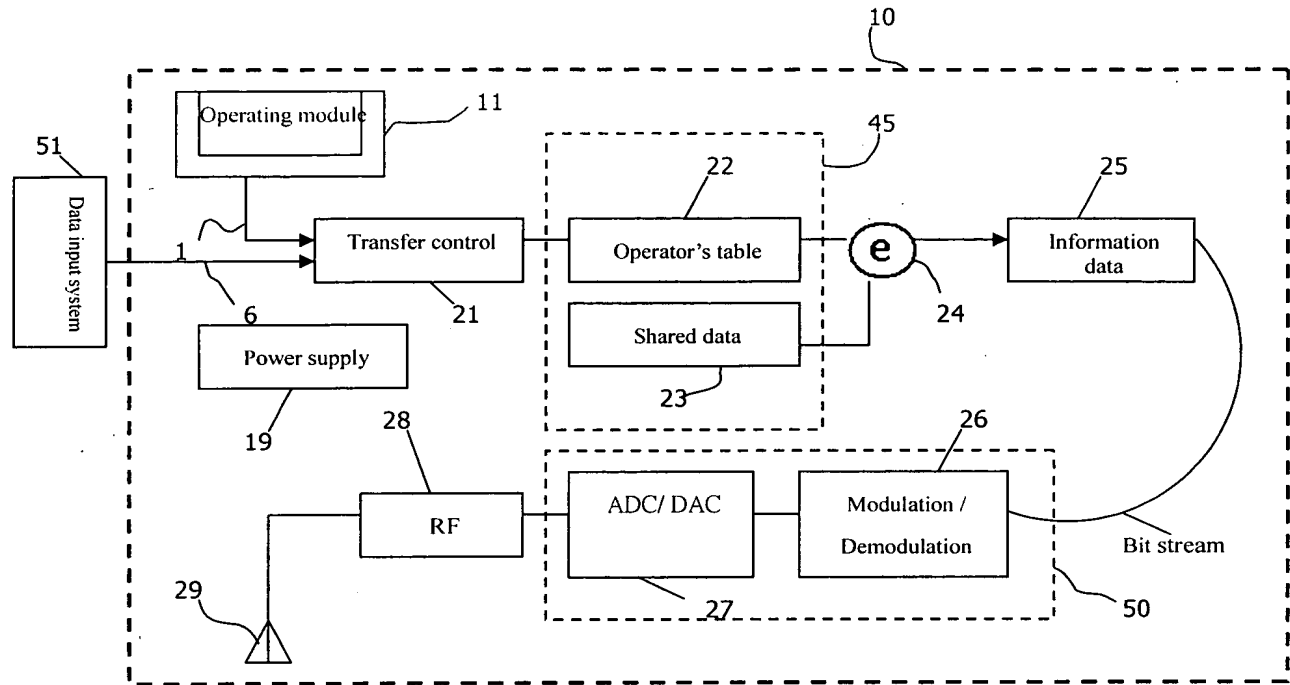 10
Operating module
11
45
51
22
25
Data input system
Transfer control
Operator's table
e
Information
data
1
6
21
24
Shared data
Power supply
23
19
28
26
ADC/ DAC
Modulation /
Demodulation
RF
Bit stream
29
27
50